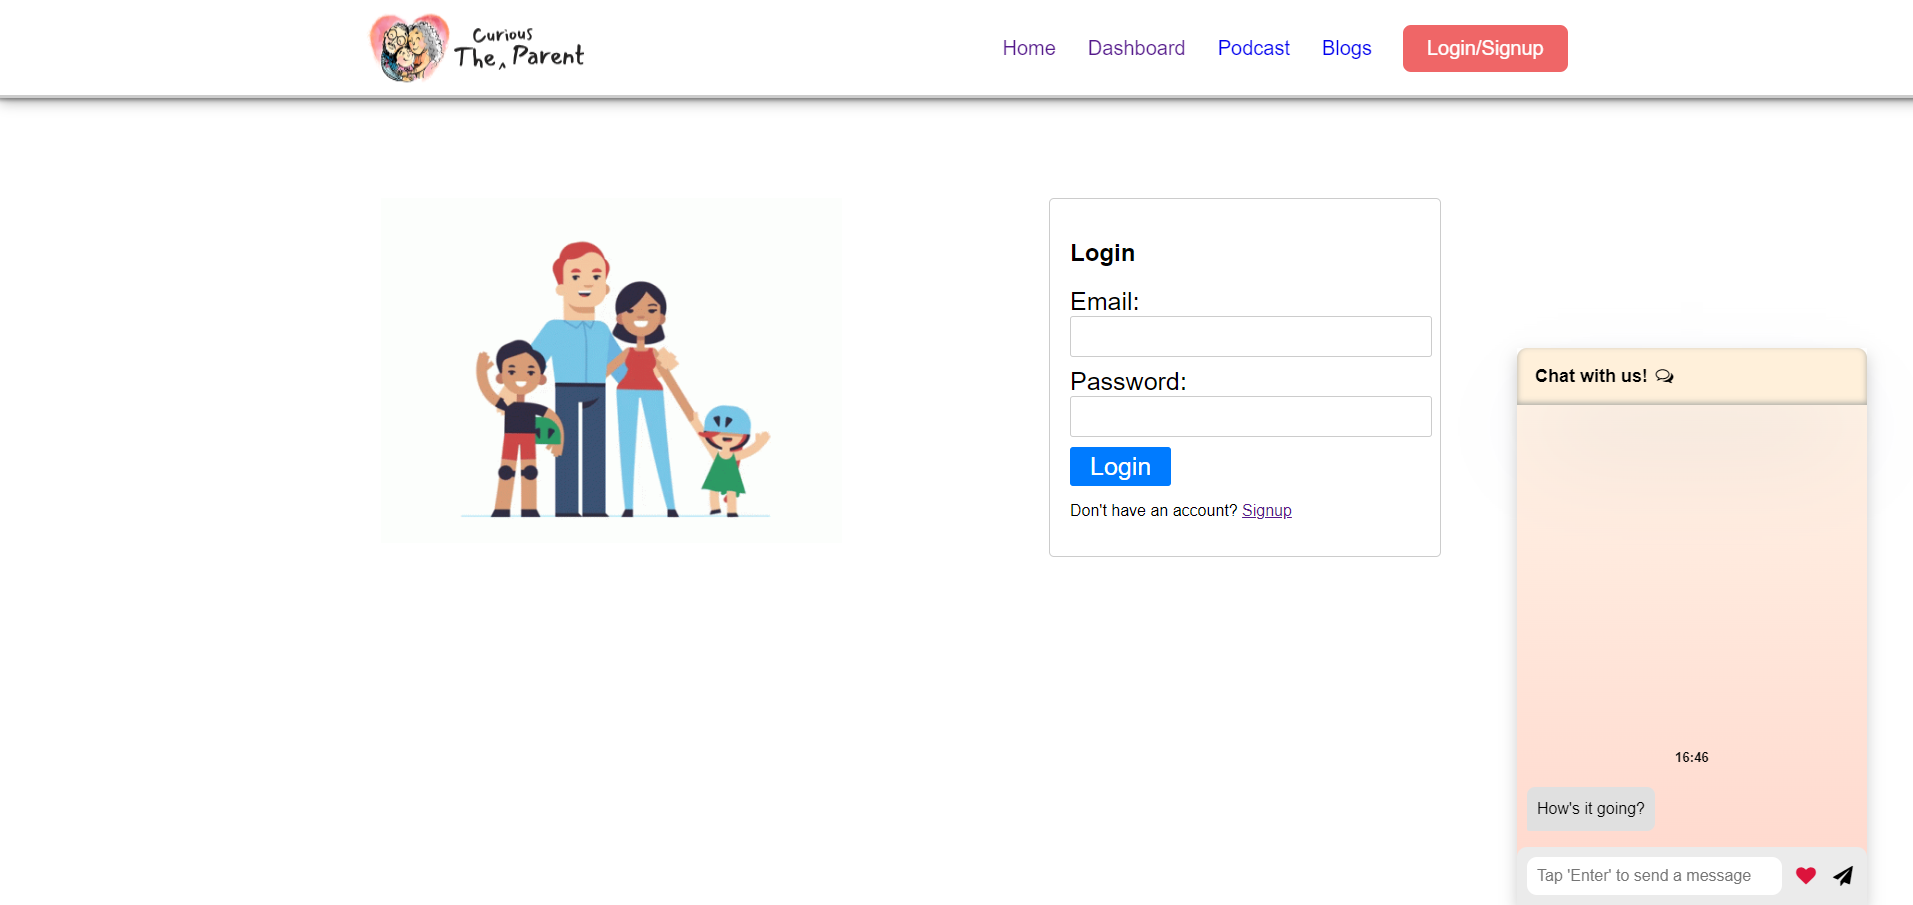 The Curious Parent
Home Dashboard Podcast Blogs Login/Signup
Login
Email:
Password:
Login
Don't have an account? Signup
Chat with us!
16:46
How's it going?
Tap 'Enter' to send a message